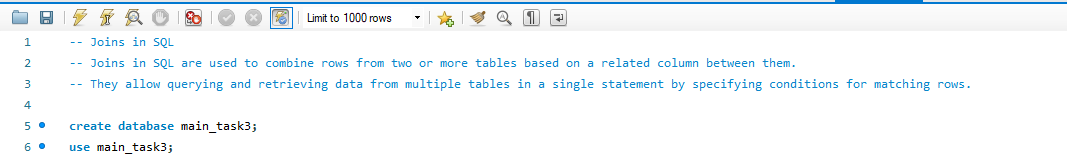 Limit to 1000 rows
1 -- Joins in SQL
2 -- Joins in SQL are used to combine rows from two or more tables based on a related column between them.
3 -- They allow querying and retrieving data from multiple tables in a single statement by specifying conditions for matching rows.
4
5 create database main_task3;
6 use main_task3;